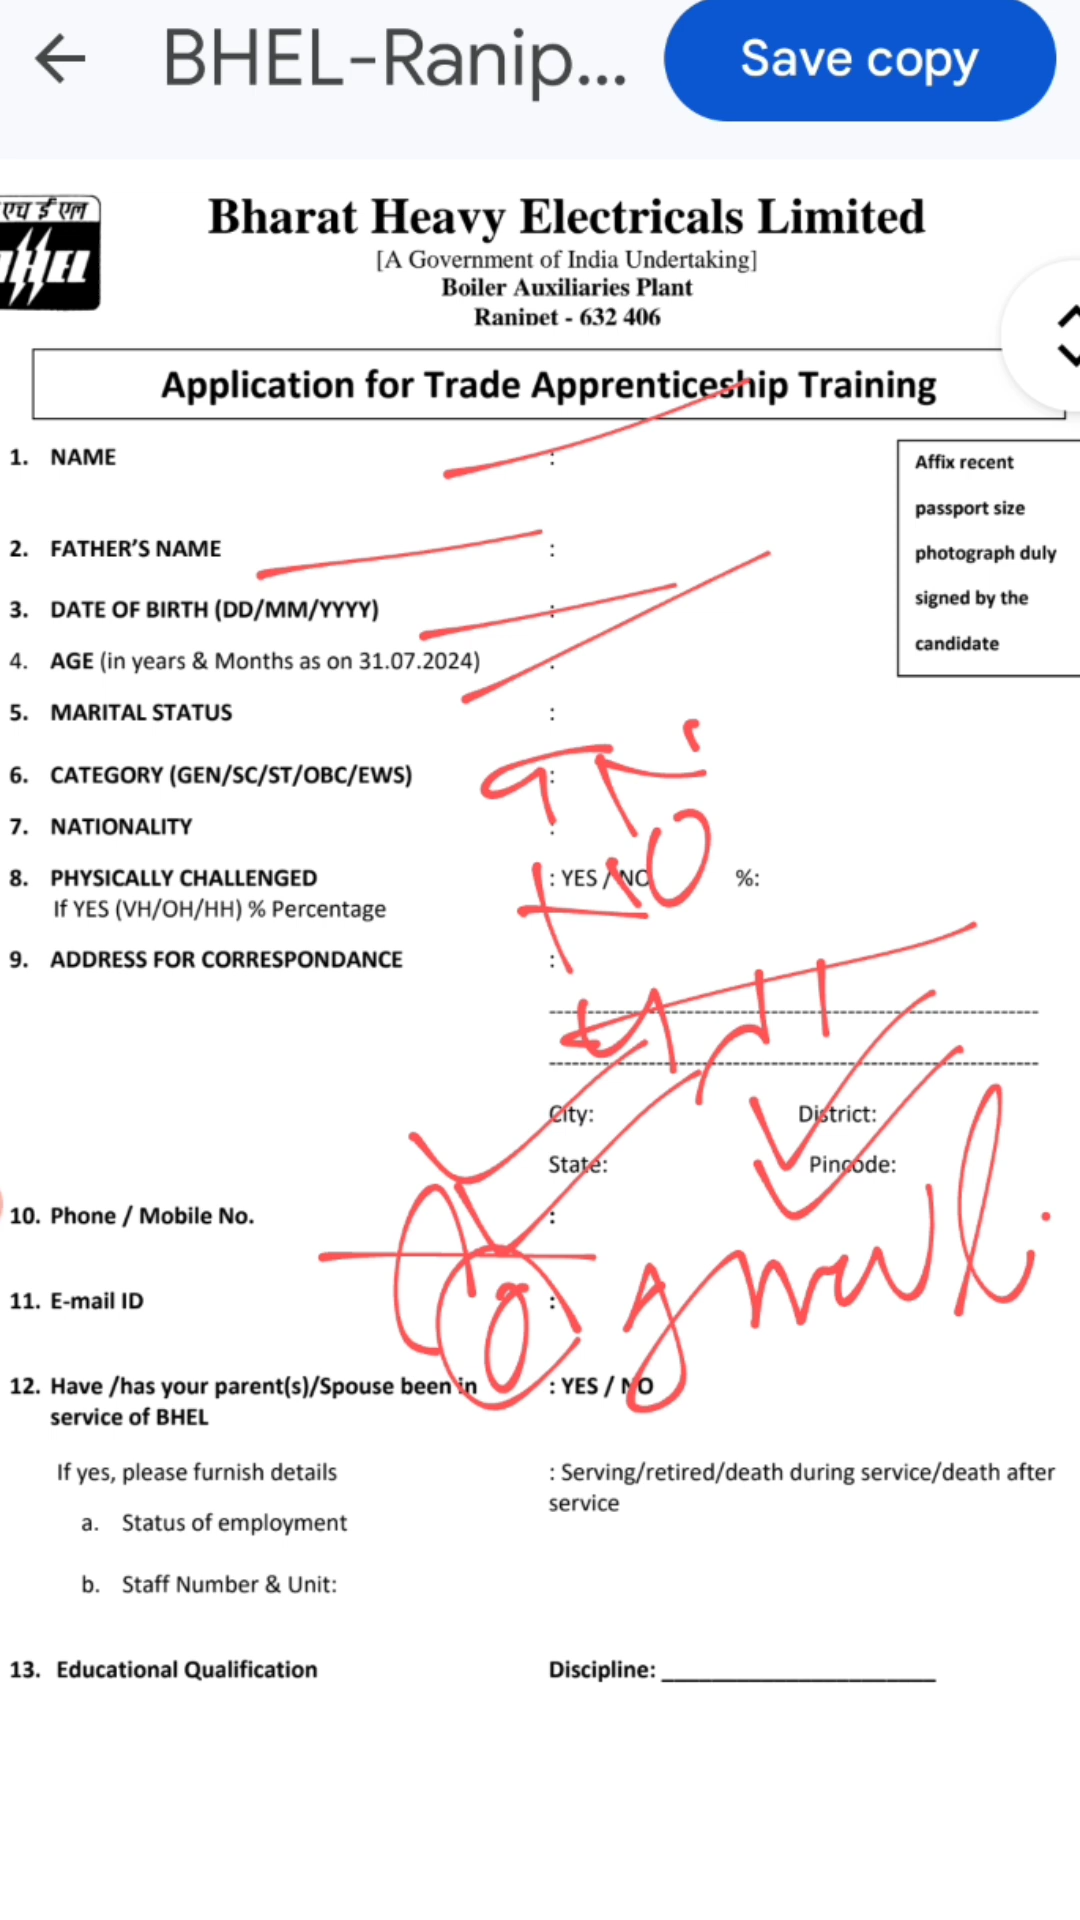 BHEL-Ranip...
Save copy
एच ई एल
Bharat Heavy Electricals Limited
[A Government of India Undertaking]
Boiler Auxiliaries Plant
Ranipet - 632 406
Application for Trade Apprenticeship Training
1. NAME :
Affix recent
passport size
photograph duly
signed by the
candidate
2. FATHER’S NAME :
3. DATE OF BIRTH (DD/MM/YYYY) :
4. AGE (in years & Months as on 31.07.2024) :
5. MARITAL STATUS :
6. CATEGORY (GEN/SC/ST/OBC/EWS) :
7. NATIONALITY :
8. PHYSICALLY CHALLENGED : YES / NO %:
If YES (VH/OH/HH) % Percentage
NO
9. ADDRESS FOR CORRESPONDANCE :
City: District:
State: Pincode:
10. Phone / Mobile No. :
11. E-mail ID :
gmail.
12. Have /has your parent(s)/Spouse been in : YES / NO
service of BHEL
If yes, please furnish details : Serving/retired/death during service/death after
service
a. Status of employment
b. Staff Number & Unit:
13. Educational Qualification Discipline: ____________________